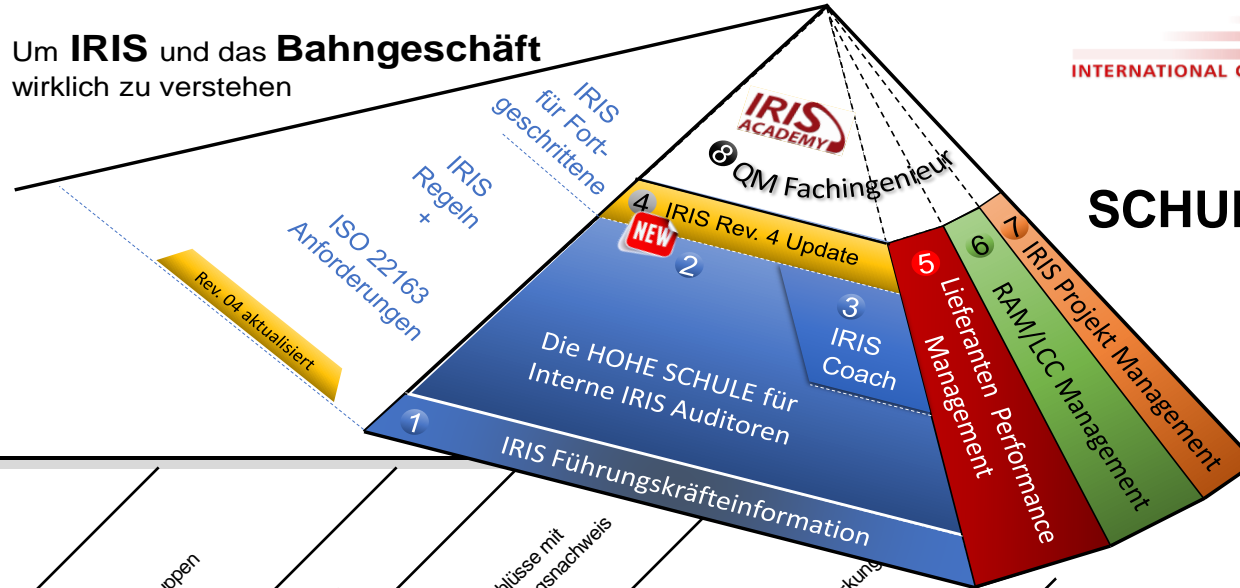 Um IRIS und das Bahngeschäft
wirklich zu verstehen
INTERNATIONAL
IRIS
für Fort-
geschrittene
IRIS
Regeln
+
ISO 22163
Anforderungen
Rev. 04 aktualisiert
IRIS
ACADEMY
8 QM Fachingenieur
4 IRIS Rev. 4 Update
NEW
2
3
IRIS
Coach
Die HOHE SCHULE für
Interne IRIS Auditoren
1
IRIS Führungskräfteinformation
5 Lieferanten Performance
Management
6 RAM/LCC Management
7 IRIS Projekt Management
SCHUL